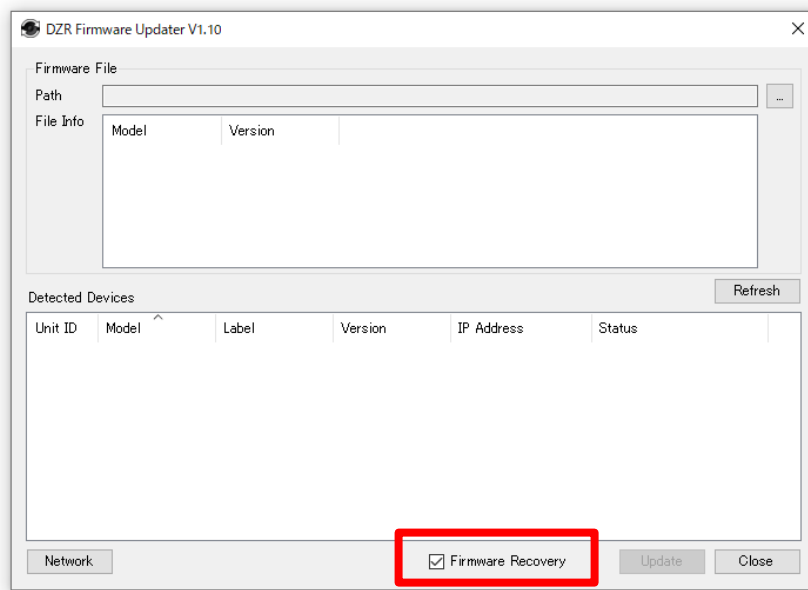 DZR Firmware Updater V1.10
Firmware File
Path
...
File Info
Model Version
Refresh
Detected Devices
Unit ID Model Label Version IP Address Status
Network Firmware Recovery Update Close